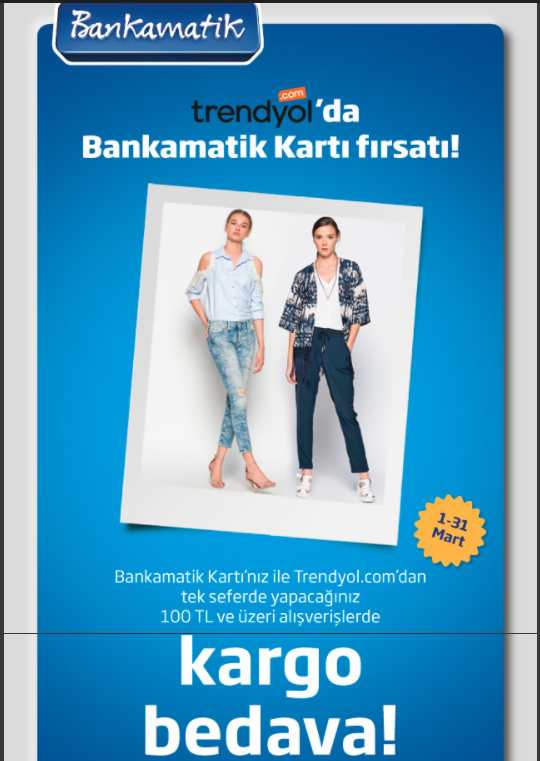 Bankamatik
trendyol.com'da
Bankamatik Kartı fırsatı!
1-31
Mart
Bankamatik Kartı'nız ile Trendyol.com'dan
tek seferde yapacağınız
100 TL ve üzeri alışverişlerde
kargo
bedava!